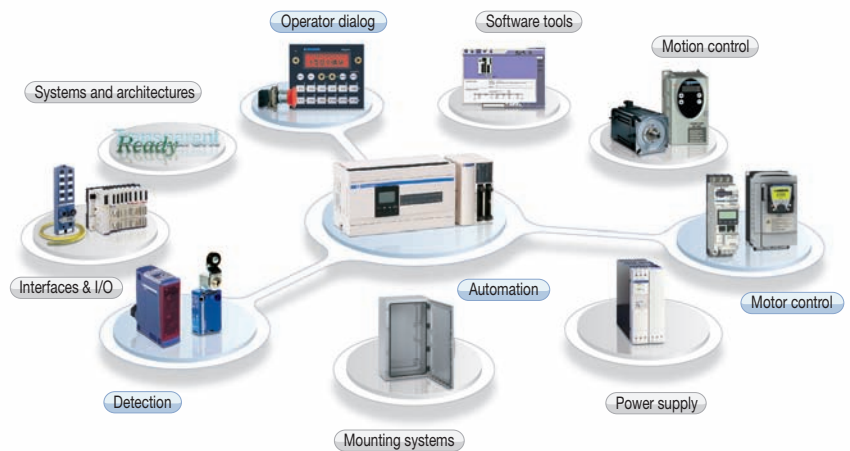 Operator dialog
Software tools
Motion control
Systems and architectures
Transparent
Ready
Interfaces & I/O
Automation
Motor control
Detection
Power supply
Mounting systems